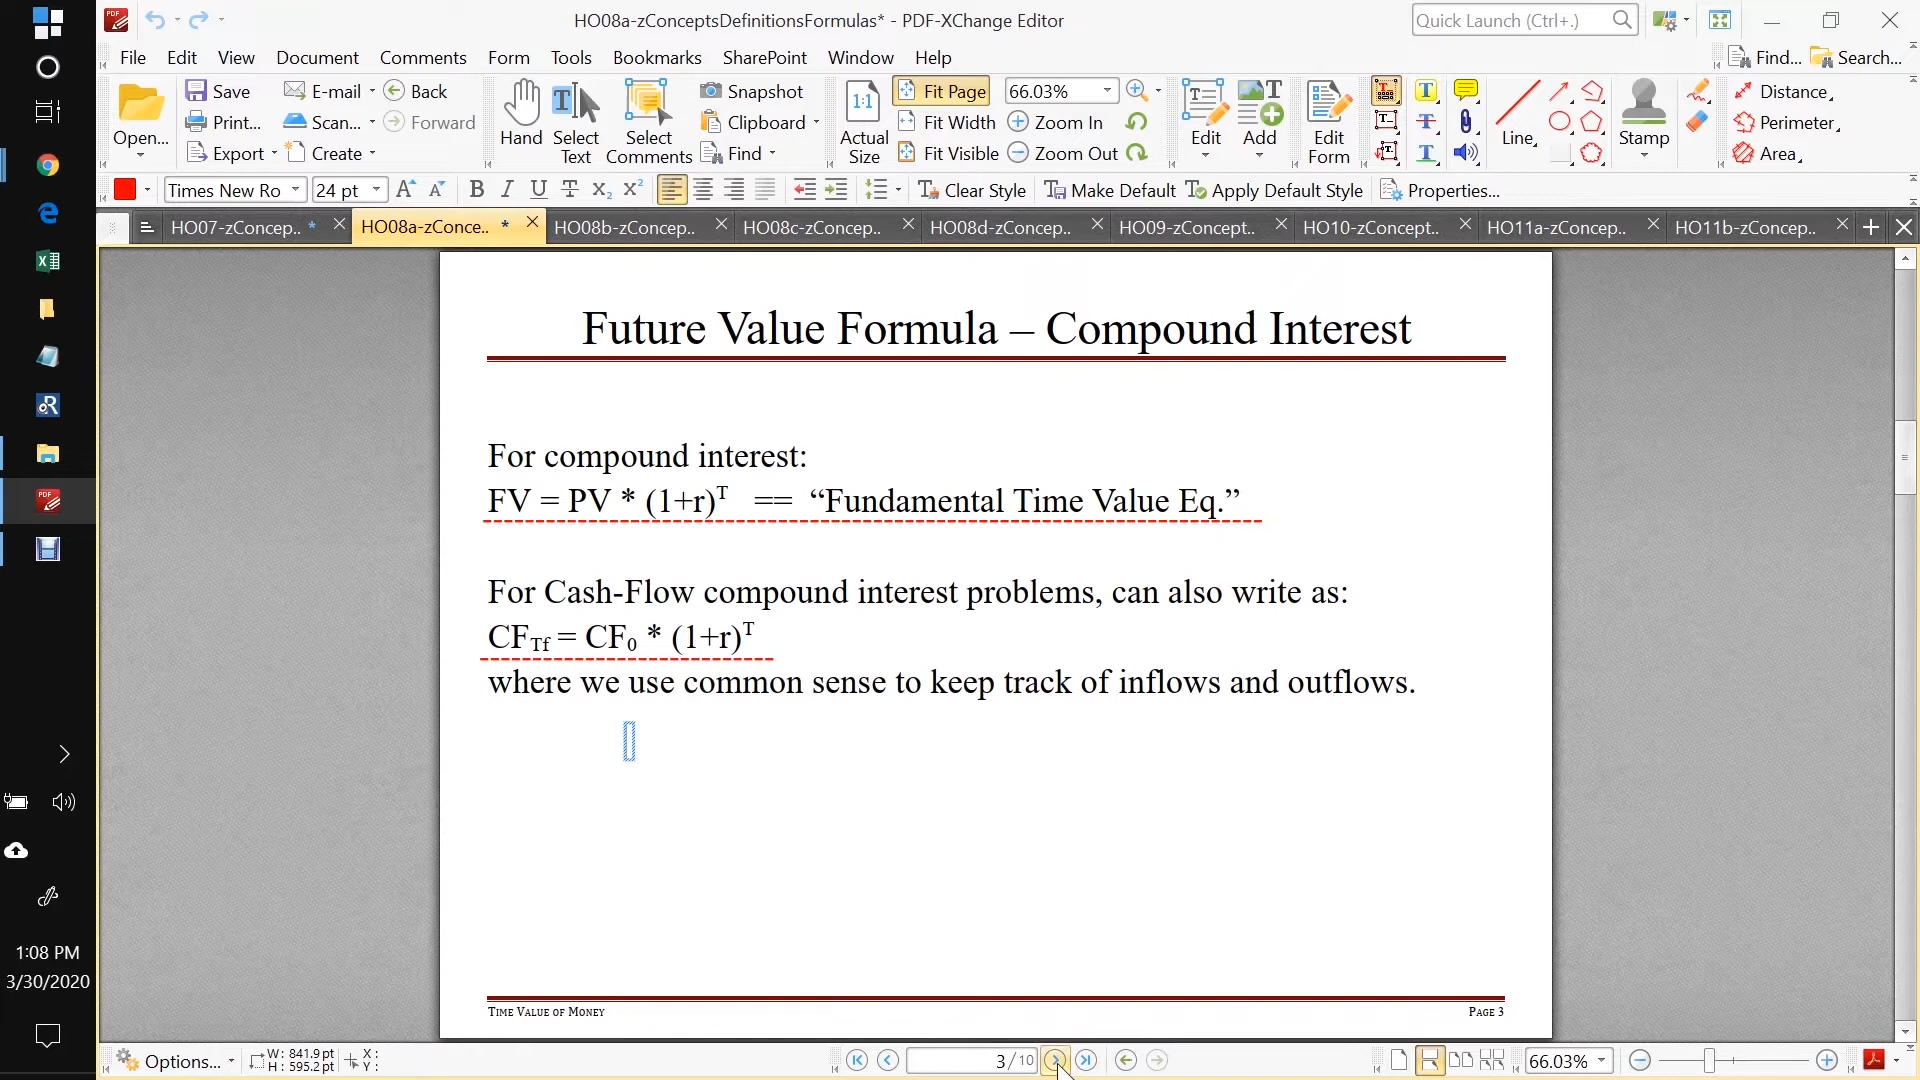 HO08a-zConceptsDefinitionsFormulas* - PDF-XChange Editor
Quick Launch (Ctrl+.)
File Edit View Document Comments Form Tools Bookmarks SharePoint Window Help
Find... Search...
Open...
Save E-mail Back
Print... Scan... Forward
Export Create
Hand Select Text Select Comments
Snapshot
Clipboard
Find
1:1
Actual Size
Fit Page 66.03%
Fit Width Zoom In
Fit Visible Zoom Out
Edit Add Edit Form
Line Stamp
Distance
Perimeter
Area
Times New Ro 24 pt Clear Style Make Default Apply Default Style Properties...
HO07-zConcep.. * HO08a-zConce.. * HO08b-zConcep.. HO08c-zConcep.. HO08d-zConcep.. HO09-zConcept.. HO10-zConcept.. HO11a-zConcep.. HO11b-zConcep..
Future Value Formula – Compound Interest
For compound interest:
FV = PV * (1+r)ᵀ == “Fundamental Time Value Eq.”
For Cash-Flow compound interest problems, can also write as:
CF_Tf = CF₀ * (1+r)ᵀ
where we use common sense to keep track of inflows and outflows.
TIME VALUE OF MONEY PAGE 3
1:08 PM
3/30/2020
Options... W: 841.9 pt H: 595.2 pt X: Y: 3 / 10 66.03%